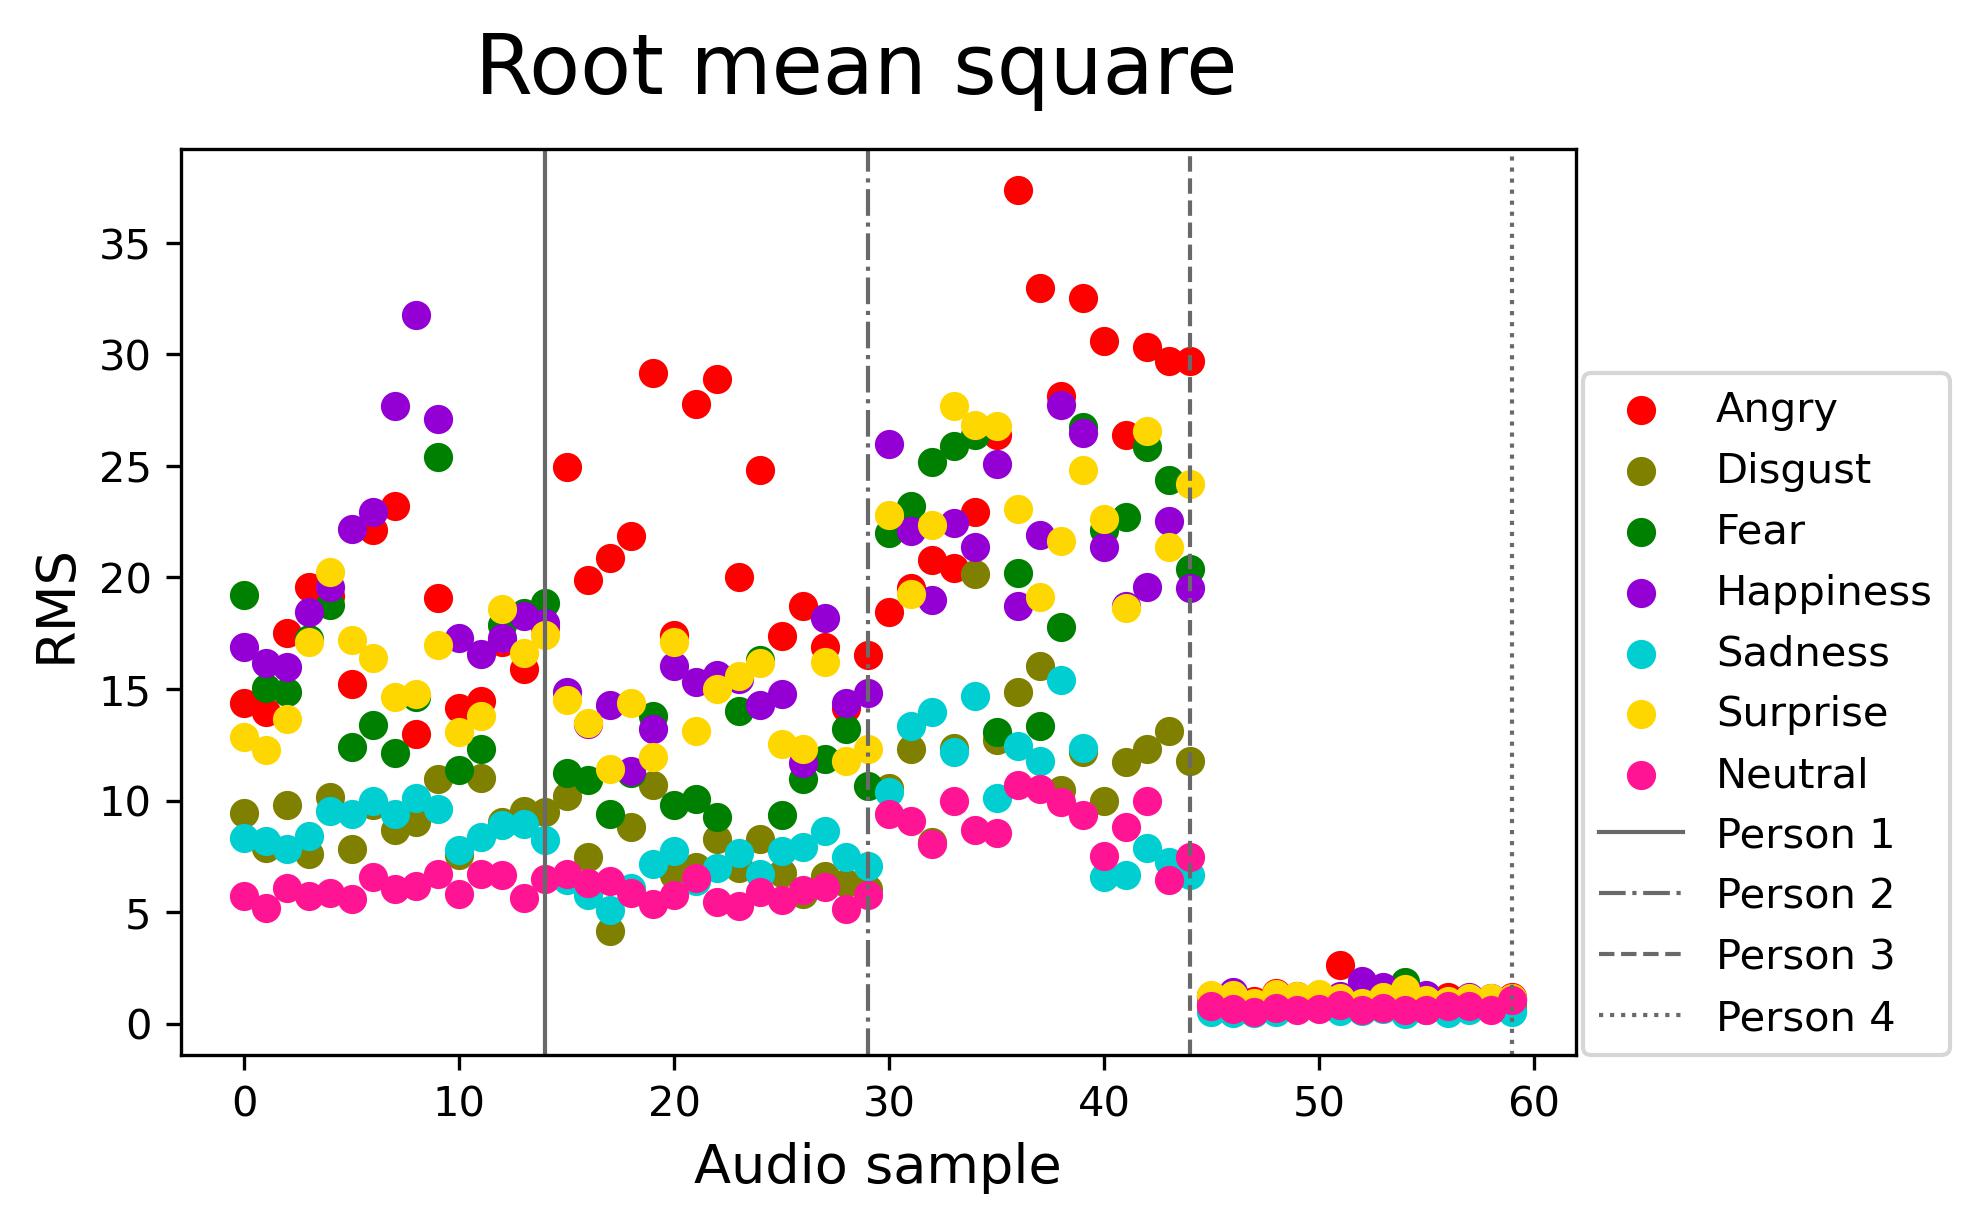 Root mean square
RMS
35
30
25
20
15
10
5
0
0 10 20 30 40 50 60
Audio sample
Angry
Disgust
Fear
Happiness
Sadness
Surprise
Neutral
Person 1
Person 2
Person 3
Person 4